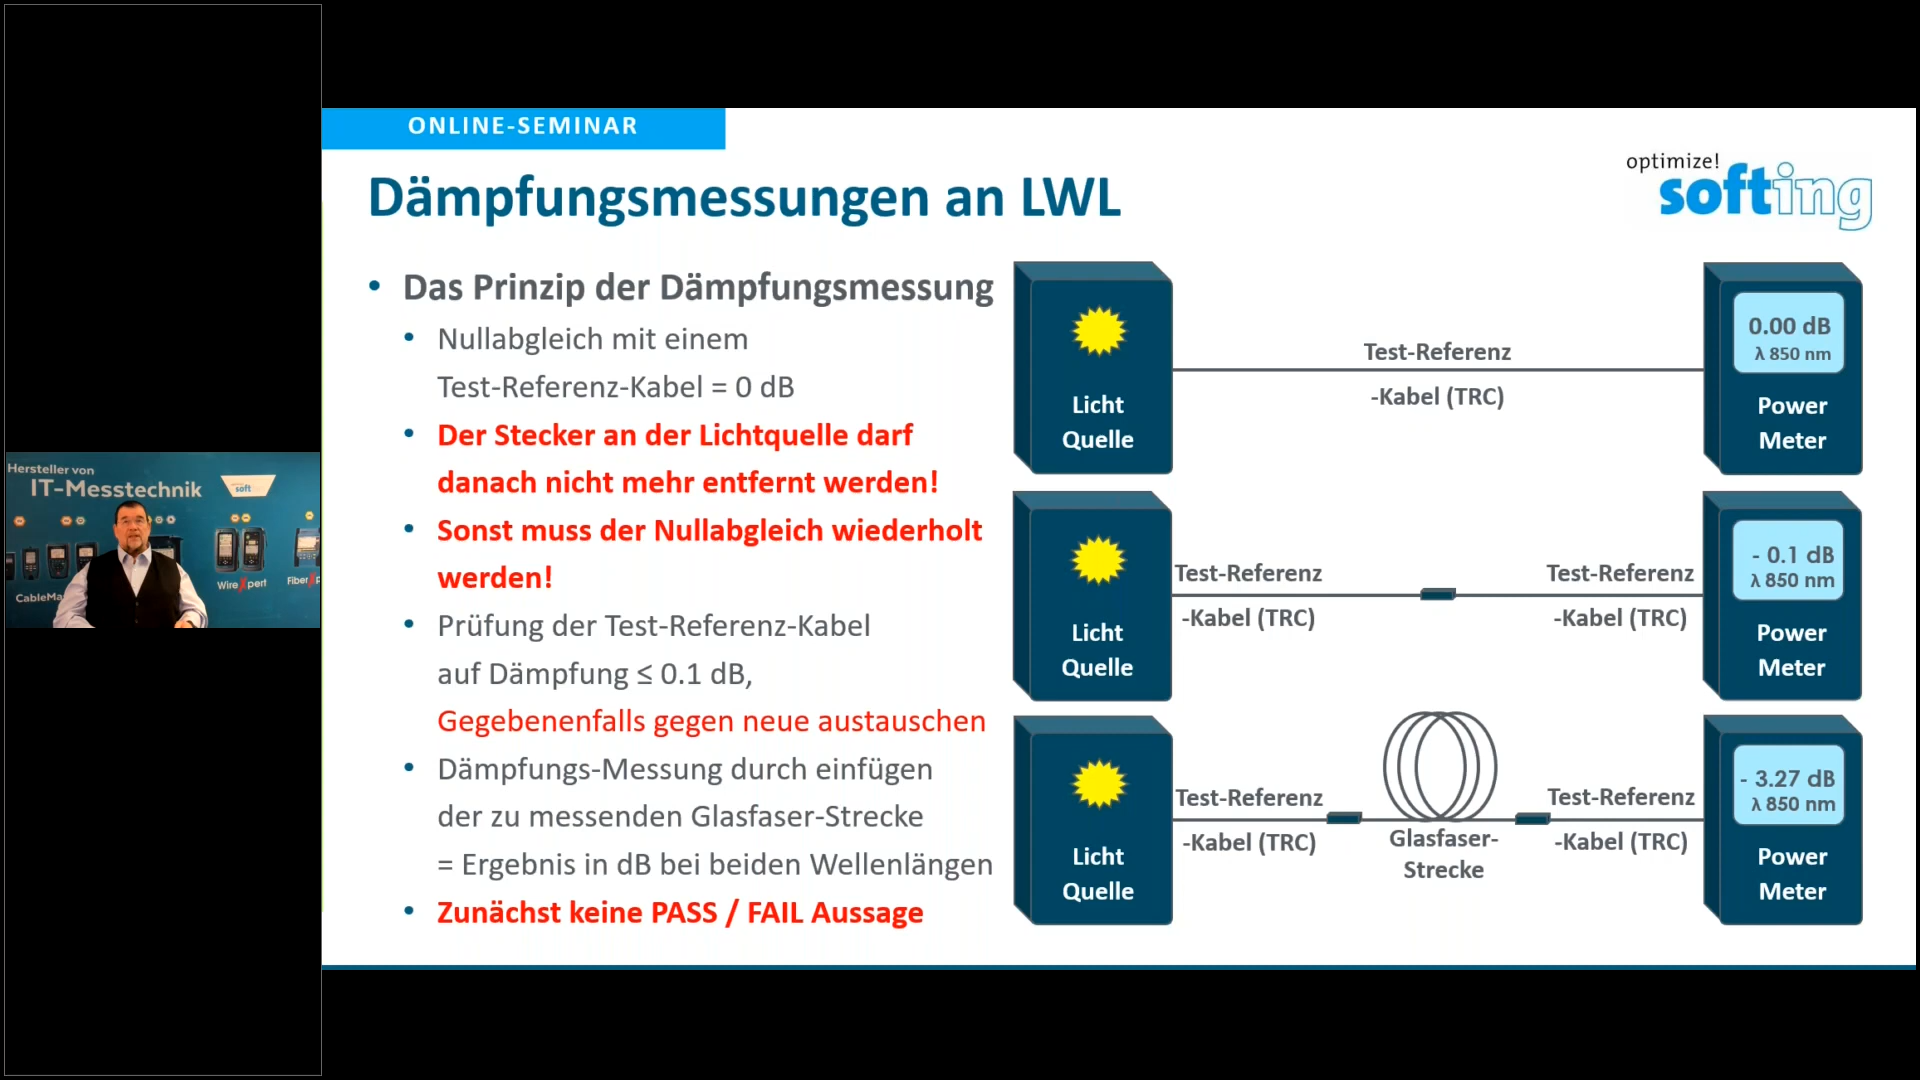 ONLINE-SEMINAR
Dämpfungsmessungen an LWL
optimize!
softing
• Das Prinzip der Dämpfungsmessung
• Nullabgleich mit einem
Test-Referenz-Kabel = 0 dB
• Der Stecker an der Lichtquelle darf
danach nicht mehr entfernt werden!
• Sonst muss der Nullabgleich wiederholt
werden!
• Prüfung der Test-Referenz-Kabel
auf Dämpfung ≤ 0.1 dB,
Gegebenenfalls gegen neue austauschen
• Dämpfungs-Messung durch einfügen
der zu messenden Glasfaser-Strecke
= Ergebnis in dB bei beiden Wellenlängen
• Zunächst keine PASS / FAIL Aussage
Licht
Quelle
Test-Referenz
-Kabel (TRC)
0.00 dB
λ 850 nm
Power
Meter
Licht
Quelle
Test-Referenz
-Kabel (TRC)
Test-Referenz
-Kabel (TRC)
- 0.1 dB
λ 850 nm
Power
Meter
Licht
Quelle
Test-Referenz
-Kabel (TRC)
Glasfaser-
Strecke
Test-Referenz
-Kabel (TRC)
- 3.27 dB
λ 850 nm
Power
Meter
Hersteller von
IT-Messtechnik
soft
WireXpert
CableMa
FiberXp